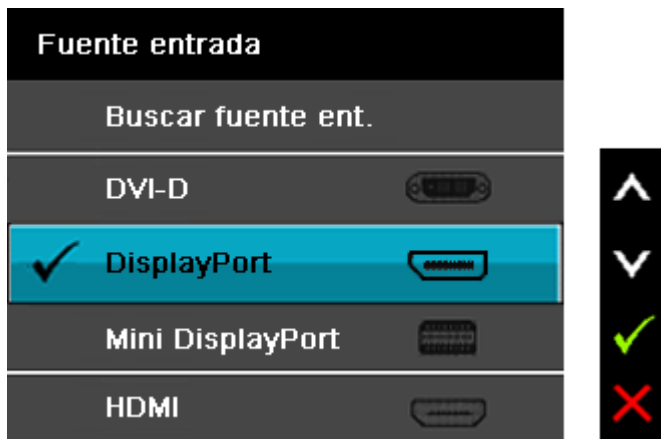 Fuente entrada
Buscar fuente ent.
DVI-D
DisplayPort
Mini DisplayPort
HDMI